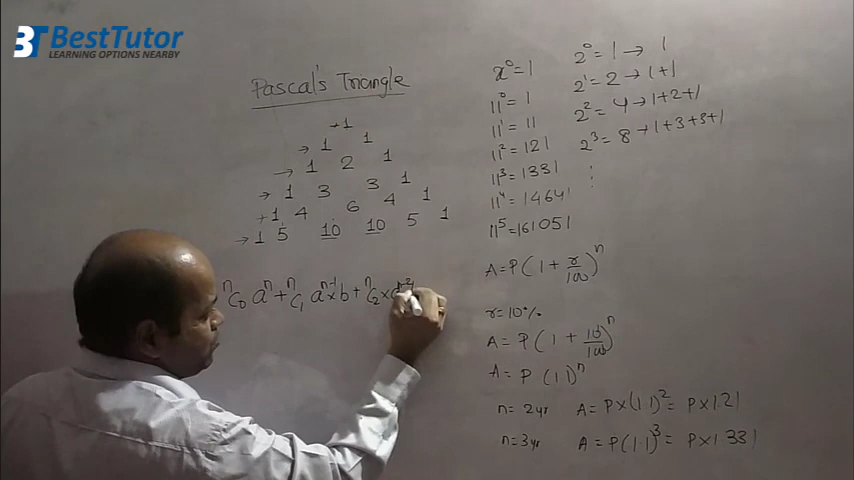 BestTutor
LEARNING OPTIONS NEARBY
Pascal's Triangle
→1
→ 1 1
→ 1 2 1
→ 1 3 3 1
→ 1 4 6 4 1
→ 1 5 10 10 5 1
ⁿC₀ aⁿ + ⁿC₁ aⁿ⁻¹ × b + ⁿC₂ ×
x⁰ = 1
11⁰ = 1
11¹ = 11
11² = 121
11³ = 1331
11⁴ = 14641
11⁵ = 161051
2⁰ = 1 → 1
2¹ = 2 → 1+1
2² = 4 → 1+2+1
2³ = 8 → 1+3+3+1
⋮
A = P (1 + r/100)ⁿ
r = 10%
A = P (1 + 10/100)ⁿ
A = P (1.1)ⁿ
n = 2yr A = P×(1.1)² = P×1.21
n = 3yr A = P(1.1)³ = P×1.331